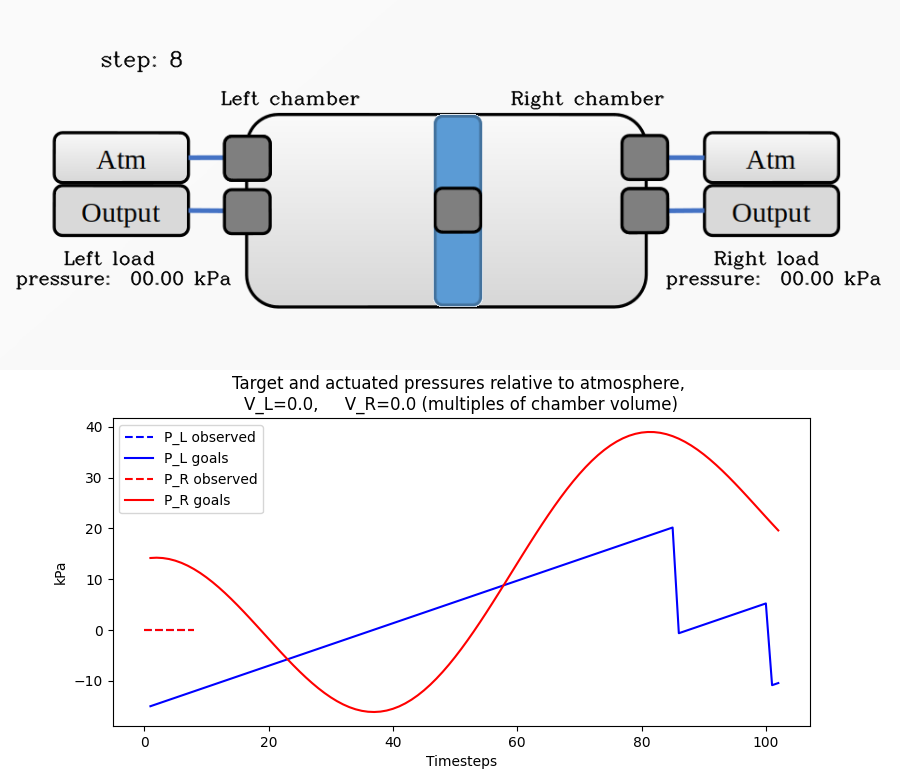 step: 8
Left chamber
Right chamber
Atm
Atm
Output
Output
Left load
pressure: 00.00 kPa
Right load
pressure: 00.00 kPa
Target and actuated pressures relative to atmosphere,
V_L=0.0, V_R=0.0 (multiples of chamber volume)
P_L observed
P_L goals
P_R observed
P_R goals
kPa
40
30
20
10
0
−10
0 20 40 60 80 100
Timesteps